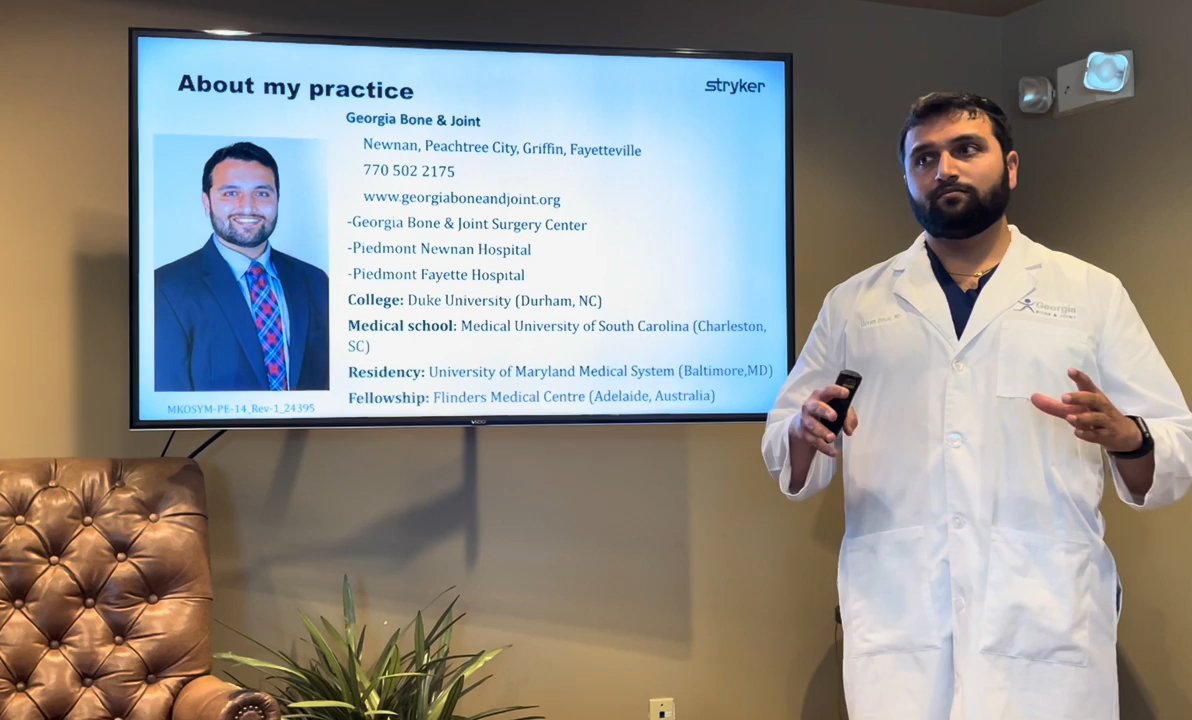 About my practice
stryker
Georgia Bone & Joint
Newnan, Peachtree City, Griffin, Fayetteville
770 502 2175
www.georgiaboneandjoint.org
-Georgia Bone & Joint Surgery Center
-Piedmont Newnan Hospital
-Piedmont Fayette Hospital
College: Duke University (Durham, NC)
Medical school: Medical University of South Carolina (Charleston,
SC)
Residency: University of Maryland Medical System (Baltimore,MD)
Fellowship: Flinders Medical Centre (Adelaide, Australia)
MKOSYM-PE-14_Rev-1_24395
VIZIO
Georgia
BONE & JOINT